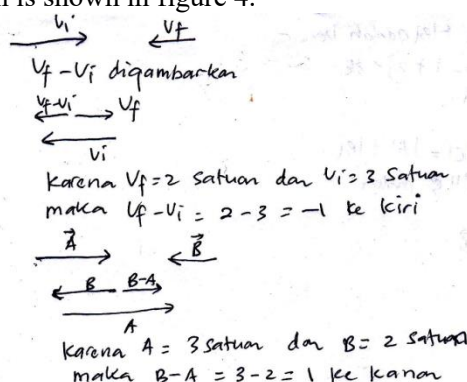 n is shown in figure 4.
Vi Vf
Vf - Vi digambarkan
Vf-Vi Vf
Vi
Karena Vf = 2 satuan dan Vi = 3 satuan
maka Vf - Vi = 2 - 3 = -1 ke kiri
A B
B B-A
A
Karena A = 3 satuan dan B = 2 satuan
maka B-A = 3-2 = 1 ke kanan